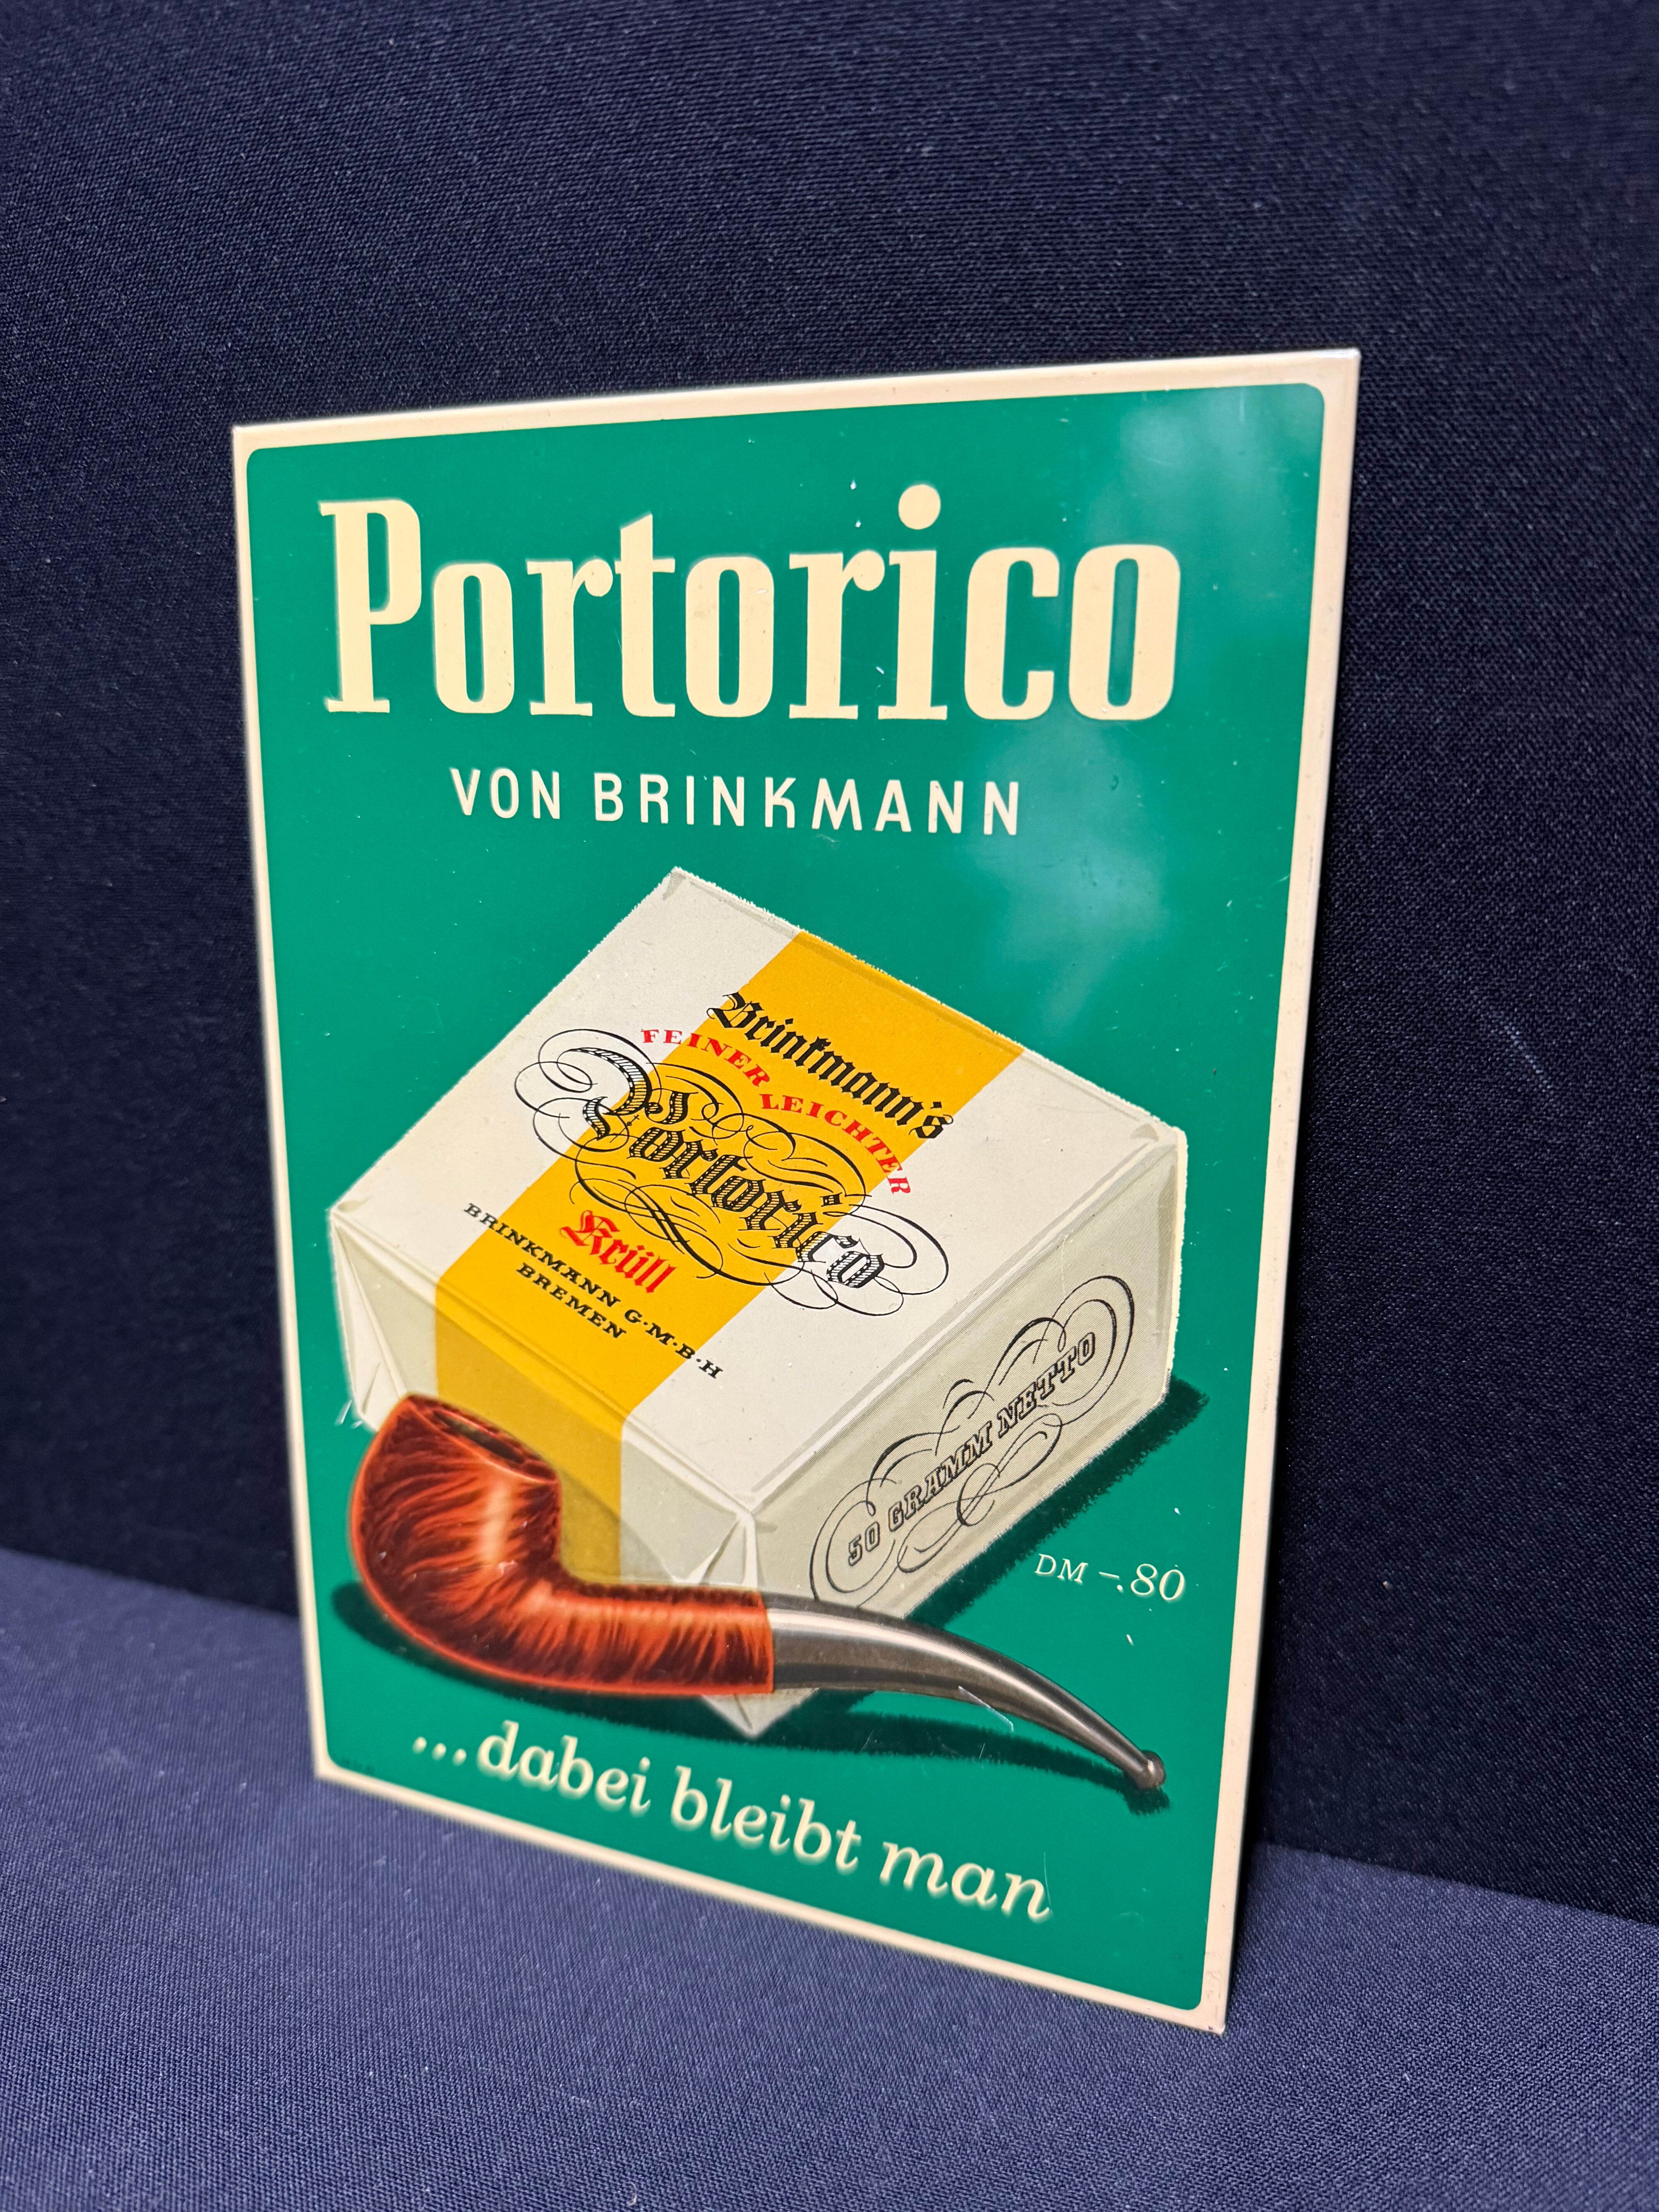 Portorico
VON BRINKMANN
Brinkmann's
FEINER LEICHTER
Portorico
Krüll
BRINKMANN G·M·B·H
BREMEN
50 GRAMM NETTO
DM -.80
...dabei bleibt man